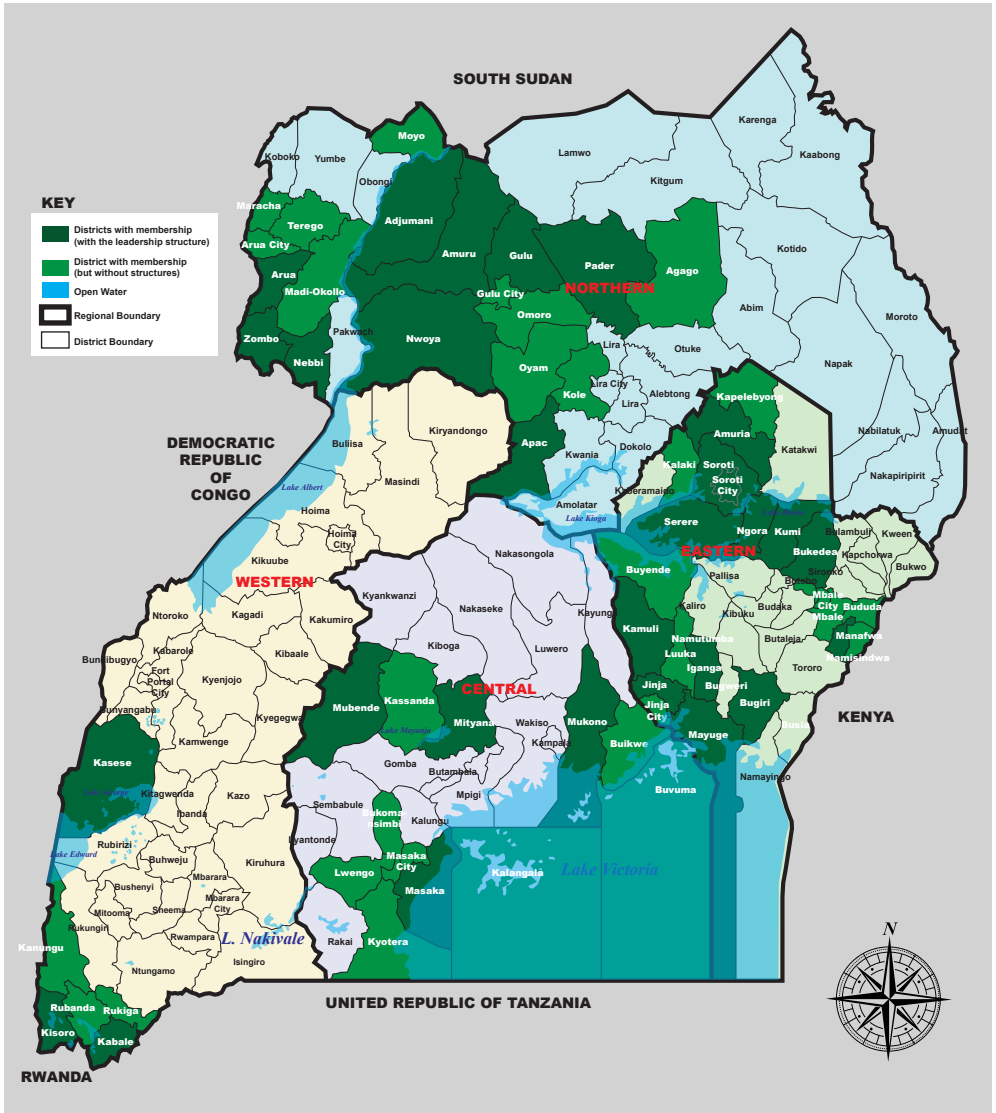 SOUTH SUDAN
Karenga
Moyo
Koboko
Yumbe
Lamwo
Kaabong
Obongi
Kitgum
KEY
Districts with membership
(with the leadership structure)
District with membership
(but without structures)
Open Water
Regional Boundary
District Boundary
Maracha
Terego
Adjumani
Arua City
Amuru
Gulu
Pader
Agago
Kotido
Arua
Madi-Okollo
Gulu City
NORTHERN
Omoro
Abim
Moroto
Zombo
Pakwach
Nwoya
Nebbi
Lira
Otuke
Napak
Oyam
Kole
Lira City
Lira
Alebtong
Kapelebyong
DEMOCRATIC
REPUBLIC
OF
CONGO
Buliisa
Kiryandongo
Apac
Kwania
Dokolo
Amuria
Katakwi
Nabilatuk
Amudat
Kalaki
Soroti
Soroti
City
Nakapiripirit
Masindi
Lake Albert
Kaberamaido
Amolatar
Lake Kioga
Hoima
Hoima
City
Serere
Ngora
Kumi
Bulambuli
Kween
Nakasongola
EASTERN
Bukedea
Kapchorwa
Bukwo
Kikuube
WESTERN
Buyende
Pallisa
Butebo
Sironko
Kyankwanzi
Nakaseke
Kayunga
Kaliro
Kibuku
Budaka
Mbale
City
Mbale
Bududa
Ntoroko
Kagadi
Kakumiro
Kamuli
Namutumba
Butaleja
Manafwa
Namisindwa
Kabarole
Kibaale
Kiboga
Luwero
Luuka
Iganga
Tororo
Bundibugyo
Fort
Portal
City
Kyenjojo
CENTRAL
Jinja
Bugweri
Bunyangabu
Kyegegwa
Mubende
Kassanda
Mityana
Wakiso
Mukono
Jinja
City
Bugiri
Busia
KENYA
Lake Mayanja
Kampala
Buikwe
Mayuge
Kamwenge
Kasese
Gomba
Butambala
Mpigi
Buvuma
Namayingo
Lake George
Kitagwenda
Kazo
Sembabule
Ibanda
Bukoma-
nsimbi
Kalungu
Lake Edward
Rubirizi
Buhweju
Kiruhura
Lyantonde
Masaka
City
Lwengo
Kalangala
Lake Victoria
Bushenyi
Mbarara
Masaka
Mbarara
City
Mitooma
Sheema
Rukungiri
Rwampara
L. Nakivale
Kanungu
Rakai
Kyotera
Isingiro
N
Ntungamo
Rubanda
Rukiga
UNITED REPUBLIC OF TANZANIA
Kisoro
Kabale
RWANDA